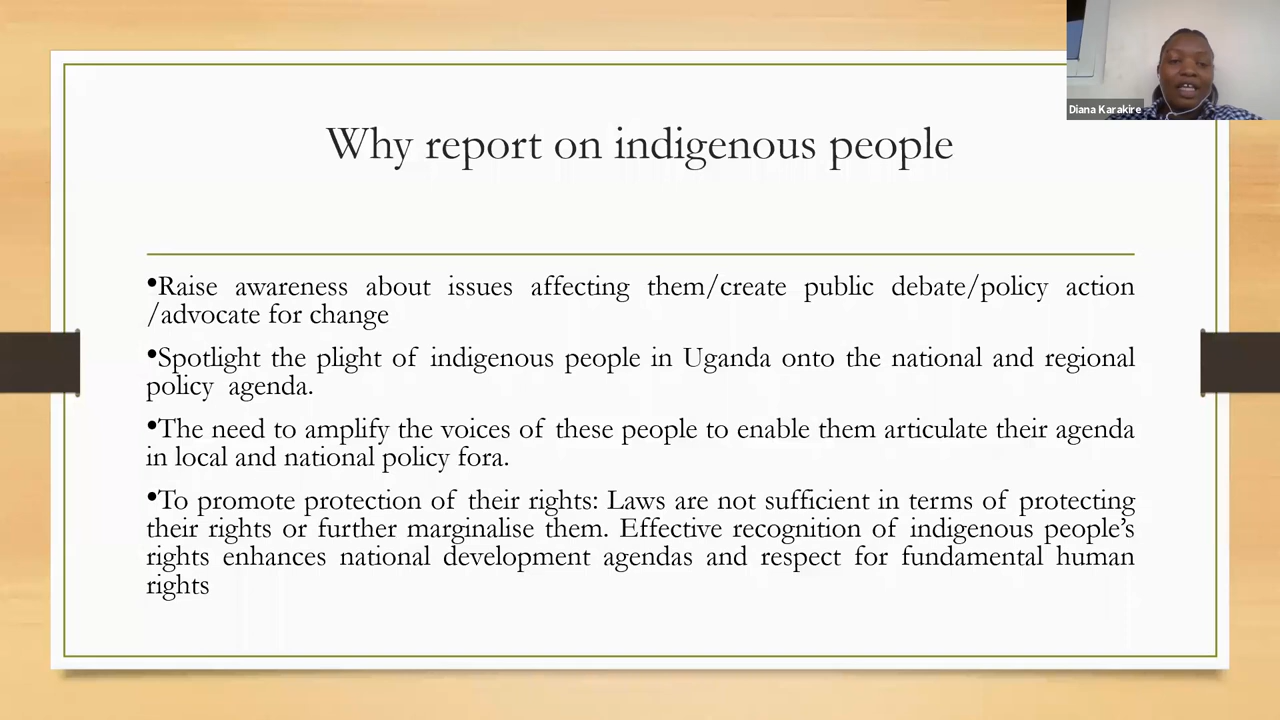 Diana Karakire
Why report on indigenous people
•Raise awareness about issues affecting them/create public debate/policy action
/advocate for change
•Spotlight the plight of indigenous people in Uganda onto the national and regional
policy agenda.
•The need to amplify the voices of these people to enable them articulate their agenda
in local and national policy fora.
•To promote protection of their rights: Laws are not sufficient in terms of protecting
their rights or further marginalise them. Effective recognition of indigenous people’s
rights enhances national development agendas and respect for fundamental human
rights